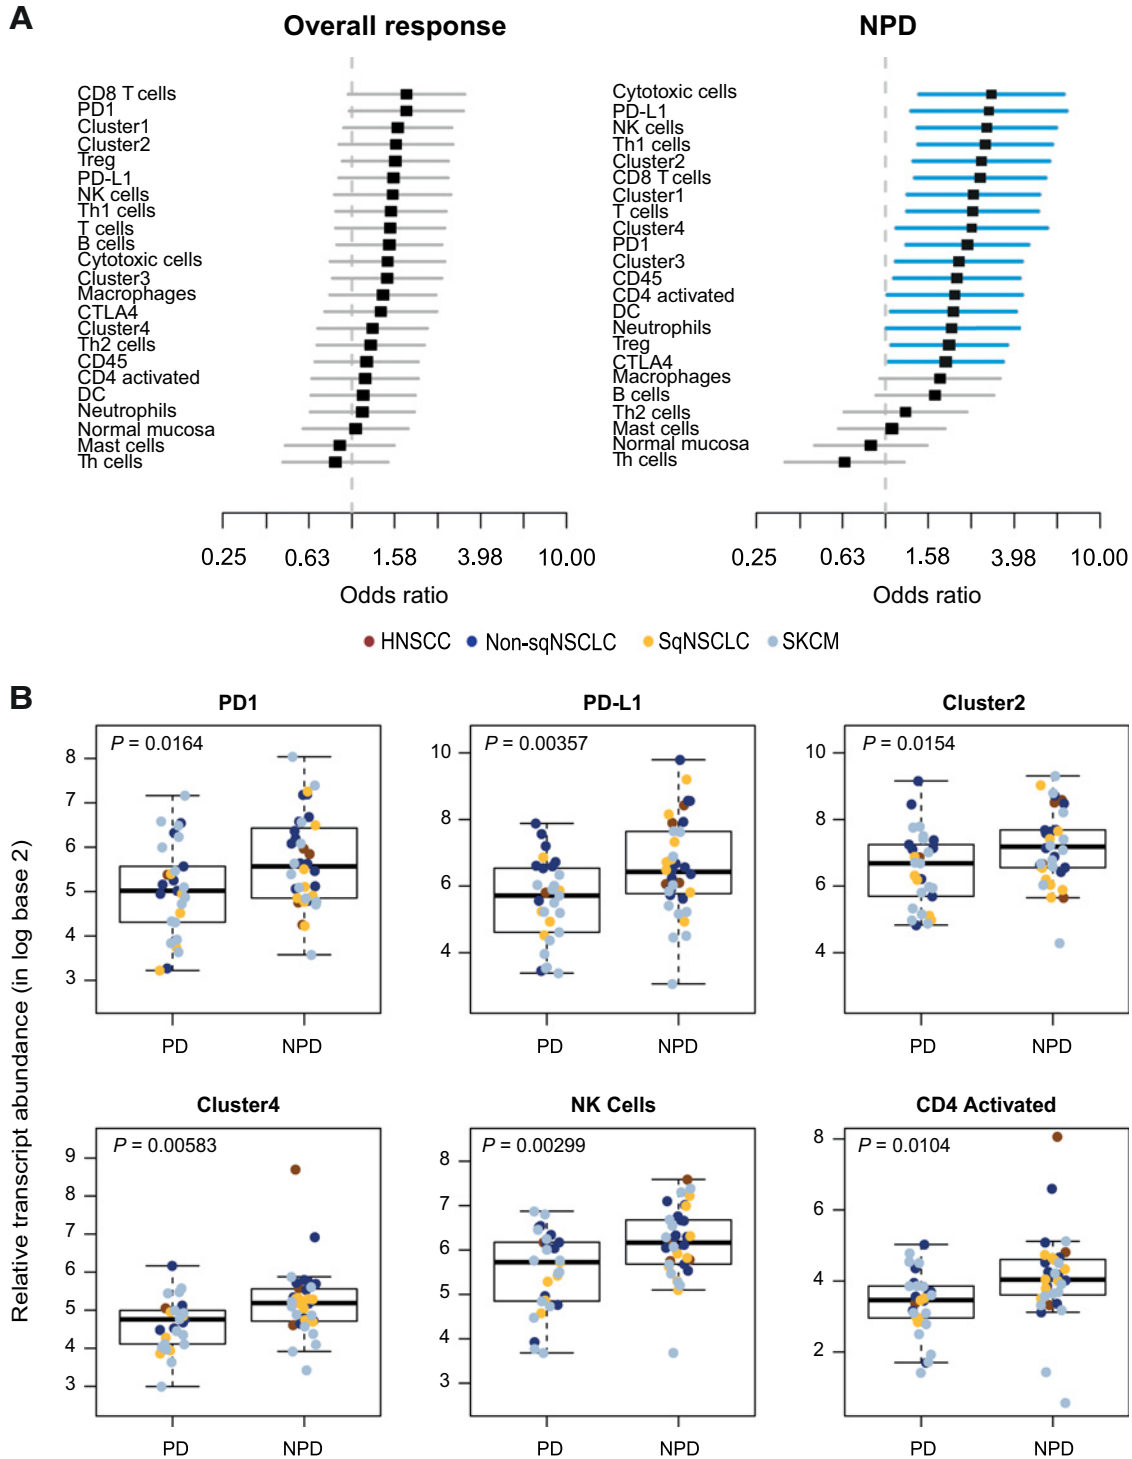 A
Overall response
CD8 T cells
PD1
Cluster1
Cluster2
Treg
PD-L1
NK cells
Th1 cells
T cells
B cells
Cytotoxic cells
Cluster3
Macrophages
CTLA4
Cluster4
Th2 cells
CD45
CD4 activated
DC
Neutrophils
Normal mucosa
Mast cells
Th cells
0.25 0.63 1.58 3.98 10.00
Odds ratio
NPD
Cytotoxic cells
PD-L1
NK cells
Th1 cells
Cluster2
CD8 T cells
Cluster1
T cells
Cluster4
PD1
Cluster3
CD45
CD4 activated
DC
Neutrophils
Treg
CTLA4
Macrophages
B cells
Th2 cells
Mast cells
Normal mucosa
Th cells
0.25 0.63 1.58 3.98 10.00
Odds ratio
HNSCC Non-sqNSCLC SqNSCLC SKCM
B
Relative transcript abundance (in log base 2)
PD1
P = 0.0164
8
7
6
5
4
3
PD NPD
PD-L1
P = 0.00357
10
8
6
4
PD NPD
Cluster2
P = 0.0154
10
8
6
4
PD NPD
Cluster4
P = 0.00583
9
8
7
6
5
4
3
PD NPD
NK Cells
P = 0.00299
8
7
6
5
4
3
PD NPD
CD4 Activated
P = 0.0104
8
6
4
2
PD NPD